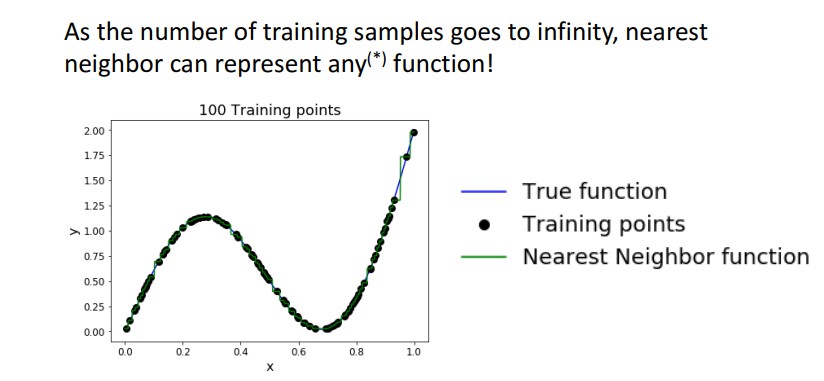 As the number of training samples goes to infinity, nearest
neighbor can represent any(*) function!
100 Training points
2.00
1.75
1.50
1.25
1.00
0.75
0.50
0.25
0.00
y
0.0 0.2 0.4 0.6 0.8 1.0
x
True function
Training points
Nearest Neighbor function